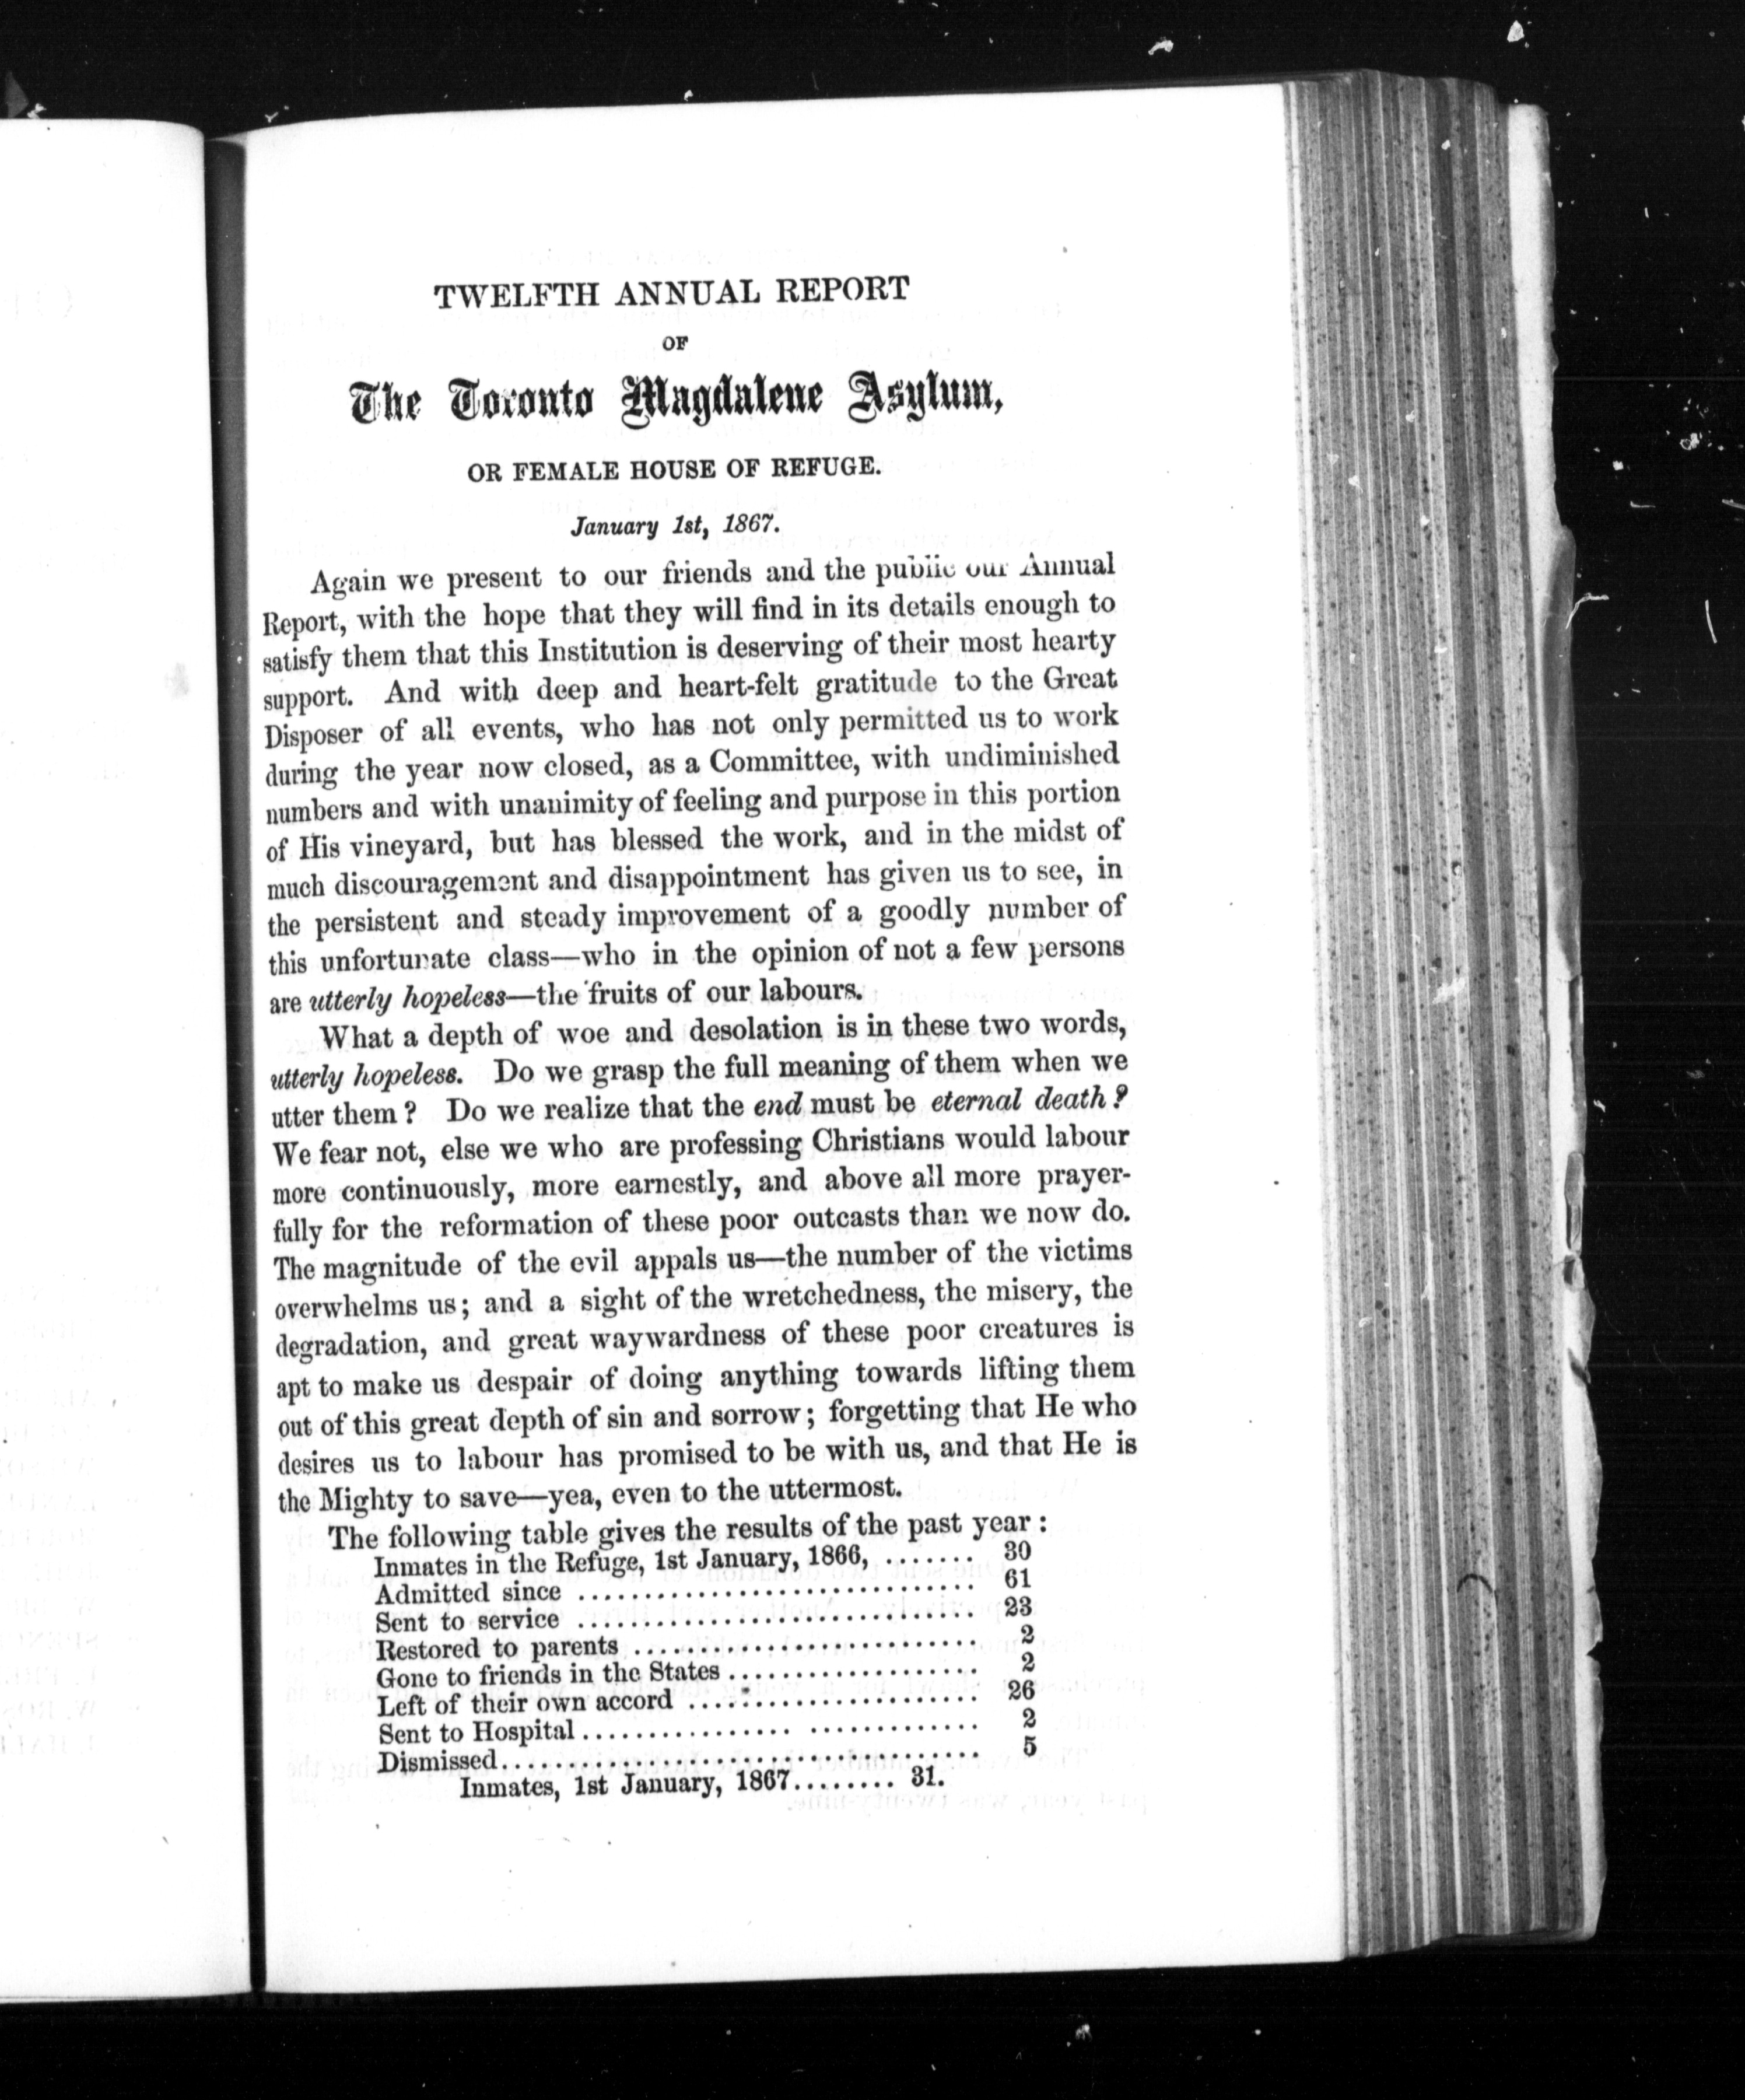 TWELFTH ANNUAL REPORT
OF
The Toronto Magdalene Asylum,
OR FEMALE HOUSE OF REFUGE.
January 1st, 1867.
Again we present to our friends and the public our Annual
Report, with the hope that they will find in its details enough to
satisfy them that this Institution is deserving of their most hearty
support. And with deep and heart-felt gratitude to the Great
Disposer of all events, who has not only permitted us to work
during the year now closed, as a Committee, with undiminished
numbers and with unanimity of feeling and purpose in this portion
of His vineyard, but has blessed the work, and in the midst of
much discouragement and disappointment has given us to see, in
the persistent and steady improvement of a goodly number of
this unfortunate class—who in the opinion of not a few persons
are utterly hopeless—the fruits of our labours.
What a depth of woe and desolation is in these two words,
utterly hopeless. Do we grasp the full meaning of them when we
utter them? Do we realize that the end must be eternal death?
We fear not, else we who are professing Christians would labour
more continuously, more earnestly, and above all more prayer-
fully for the reformation of these poor outcasts than we now do.
The magnitude of the evil appals us—the number of the victims
overwhelms us; and a sight of the wretchedness, the misery, the
degradation, and great waywardness of these poor creatures is
apt to make us despair of doing anything towards lifting them
out of this great depth of sin and sorrow; forgetting that He who
desires us to labour has promised to be with us, and that He is
the Mighty to save—yea, even to the uttermost.
The following table gives the results of the past year:
Inmates in the Refuge, 1st January, 1866, ....... 30
Admitted since .............................. 61
Sent to service .............................. 23
Restored to parents .......................... 2
Gone to friends in the States ................... 2
Left of their own accord ...................... 26
Sent to Hospital ............................. 2
Dismissed.................................... 5
Inmates, 1st January, 1867........ 31.